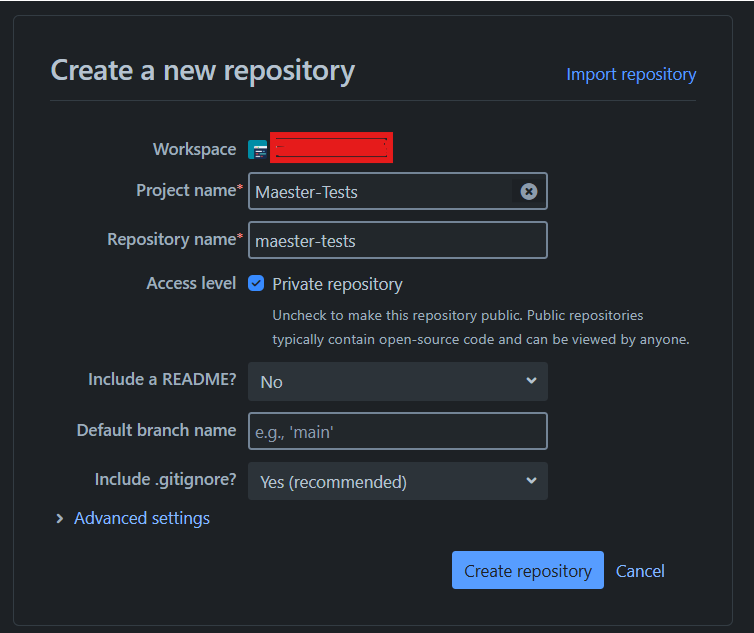 Create a new repository
Import repository
Workspace
Project name*
Maester-Tests
Repository name*
maester-tests
Access level
Private repository
Uncheck to make this repository public. Public repositories
typically contain open-source code and can be viewed by anyone.
Include a README?
No
Default branch name
e.g., 'main'
Include .gitignore?
Yes (recommended)
Advanced settings
Create repository
Cancel